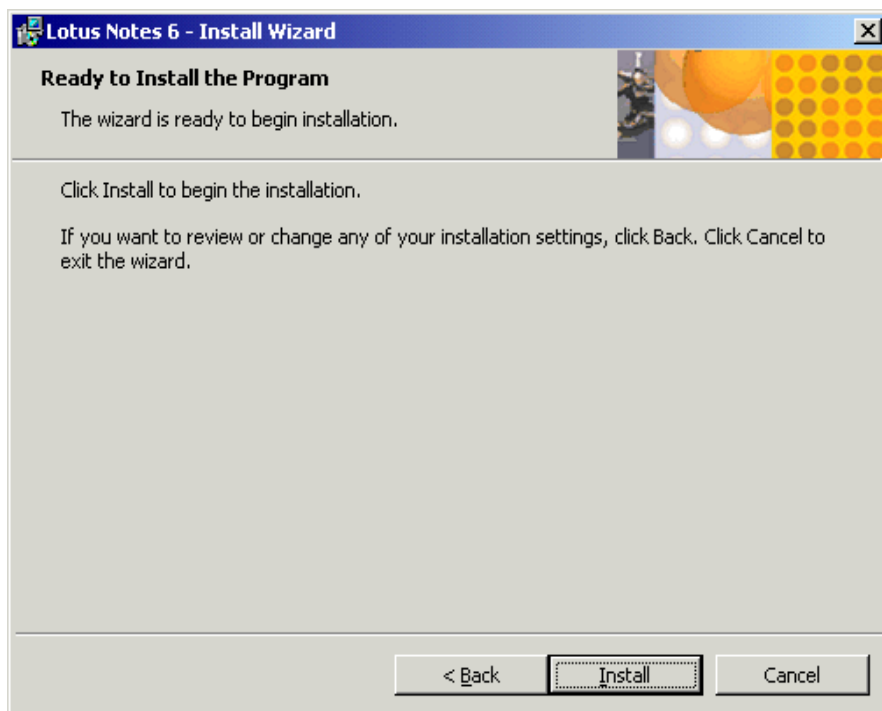 Lotus Notes 6 - Install Wizard
Ready to Install the Program
The wizard is ready to begin installation.
Click Install to begin the installation.
If you want to review or change any of your installation settings, click Back. Click Cancel to
exit the wizard.
< Back
Install
Cancel